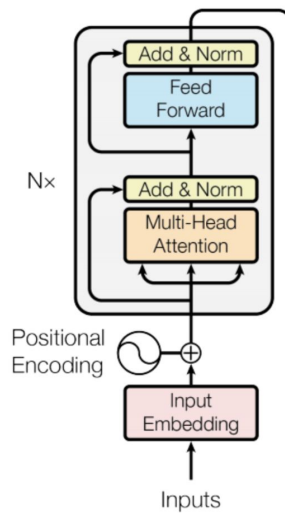 Add & Norm
Feed
Forward
N×
Add & Norm
Multi-Head
Attention
Positional
Encoding
Input
Embedding
Inputs